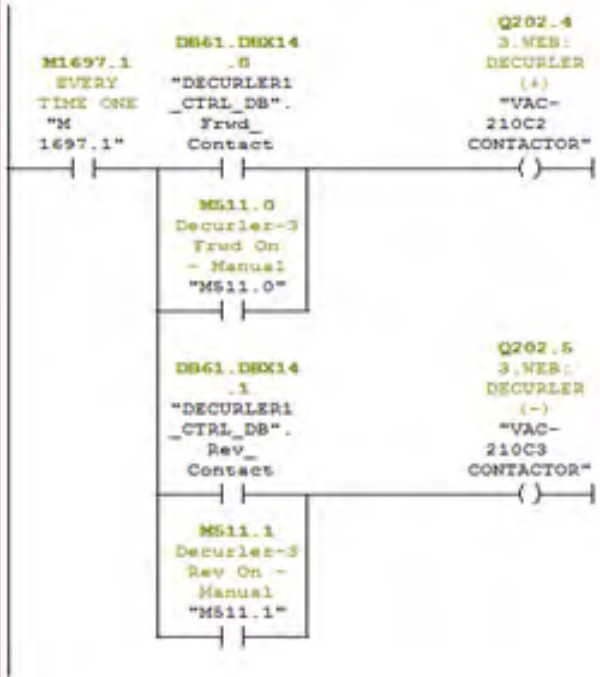 M1697.1
EVERY
TIME ONE
"M
1697.1"
DB61.DBX14
.0
"DECURLER1
_CTRL_DB".
Frwd_
Contact
Q202.4
3.WEB:
DECURLER
(+)
"VAC-
210C2
CONTACTOR"
M511.0
Decurler-3
Frwd On
- Manual
"M511.0"
DB61.DBX14
.1
"DECURLER1
_CTRL_DB".
Rev_
Contact
Q202.5
3.WEB:
DECURLER
(-)
"VAC-
210C3
CONTACTOR"
M511.1
Decurler-3
Rev On -
Manual
"M511.1"